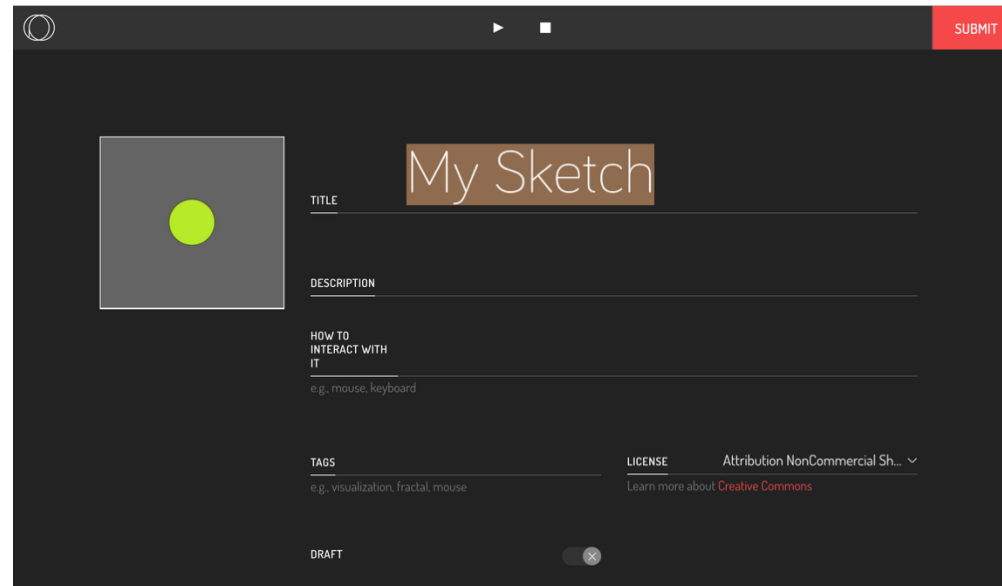 SUBMIT
My Sketch
TITLE
DESCRIPTION
HOW TO
INTERACT WITH
IT
e.g., mouse, keyboard
TAGS
e.g., visualization, fractal, mouse
LICENSE
Attribution NonCommercial Sh...
Learn more about Creative Commons
DRAFT